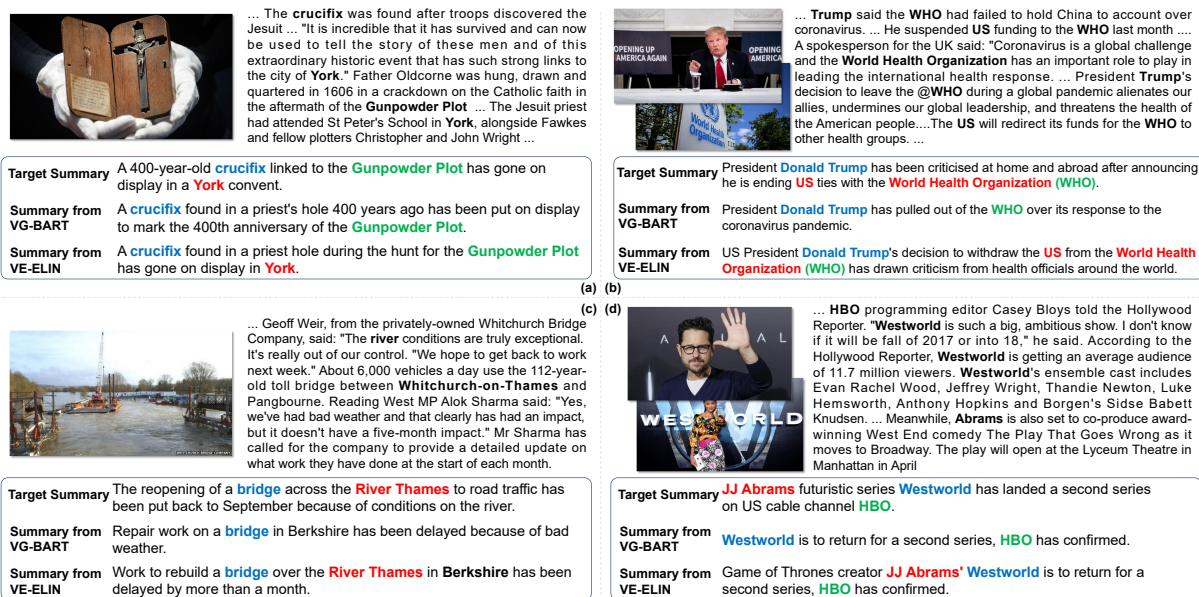 ... The crucifix was found after troops discovered the
Jesuit ... "It is incredible that it has survived and can now
be used to tell the story of these men and of this
extraordinary historic event that has such strong links to
the city of York." Father Oldcorne was hung, drawn and
quartered in 1606 in a crackdown on the Catholic faith in
the aftermath of the Gunpowder Plot ... The Jesuit priest
had attended St Peter's School in York, alongside Fawkes
and fellow plotters Christopher and John Wright ...
Target Summary
A 400-year-old crucifix linked to the Gunpowder Plot has gone on
display in a York convent.
Summary from
VG-BART
A crucifix found in a priest's hole 400 years ago has been put on display
to mark the 400th anniversary of the Gunpowder Plot.
Summary from
VE-ELIN
A crucifix found in a priest hole during the hunt for the Gunpowder Plot
has gone on display in York.
(a)
OPENING UP
AMERICA AGAIN
OPENING
AMERICA
World Health
Organization
... Trump said the WHO had failed to hold China to account over
coronavirus. ... He suspended US funding to the WHO last month ....
A spokesperson for the UK said: "Coronavirus is a global challenge
and the World Health Organization has an important role to play in
leading the international health response. ... President Trump's
decision to leave the @WHO during a global pandemic alienates our
allies, undermines our global leadership, and threatens the health of
the American people....The US will redirect its funds for the WHO to
other health groups. ...
Target Summary
President Donald Trump has been criticised at home and abroad after announcing
he is ending US ties with the World Health Organization (WHO).
Summary from
VG-BART
President Donald Trump has pulled out of the WHO over its response to the
coronavirus pandemic.
Summary from
VE-ELIN
US President Donald Trump's decision to withdraw the US from the World Health
Organization (WHO) has drawn criticism from health officials around the world.
(b)
(c)
... Geoff Weir, from the privately-owned Whitchurch Bridge
Company, said: "The river conditions are truly exceptional.
It's really out of our control. "We hope to get back to work
next week." About 6,000 vehicles a day use the 112-year-
old toll bridge between Whitchurch-on-Thames and
Pangbourne. Reading West MP Alok Sharma said: "Yes,
we've had bad weather and that clearly has had an impact,
but it doesn't have a five-month impact." Mr Sharma has
called for the company to provide a detailed update on
what work they have done at the start of each month.
WHITCHURCH BRIDGE COMPANY
Target Summary
The reopening of a bridge across the River Thames to road traffic has
been put back to September because of conditions on the river.
Summary from
VG-BART
Repair work on a bridge in Berkshire has been delayed because of bad
weather.
Summary from
VE-ELIN
Work to rebuild a bridge over the River Thames in Berkshire has been
delayed by more than a month.
(d)
WESTWORLD
... HBO programming editor Casey Bloys told the Hollywood
Reporter. "Westworld is such a big, ambitious show. I don't know
if it will be fall of 2017 or into 18," he said. According to the
Hollywood Reporter, Westworld is getting an average audience
of 11.7 million viewers. Westworld's ensemble cast includes
Evan Rachel Wood, Jeffrey Wright, Thandie Newton, Luke
Hemsworth, Anthony Hopkins and Borgen's Sidse Babett
Knudsen. ... Meanwhile, Abrams is also set to co-produce award-
winning West End comedy The Play That Goes Wrong as it
moves to Broadway. The play will open at the Lyceum Theatre in
Manhattan in April
Target Summary
JJ Abrams futuristic series Westworld has landed a second series
on US cable channel HBO.
Summary from
VG-BART
Westworld is to return for a second series, HBO has confirmed.
Summary from
VE-ELIN
Game of Thrones creator JJ Abrams' Westworld is to return for a
second series, HBO has confirmed.